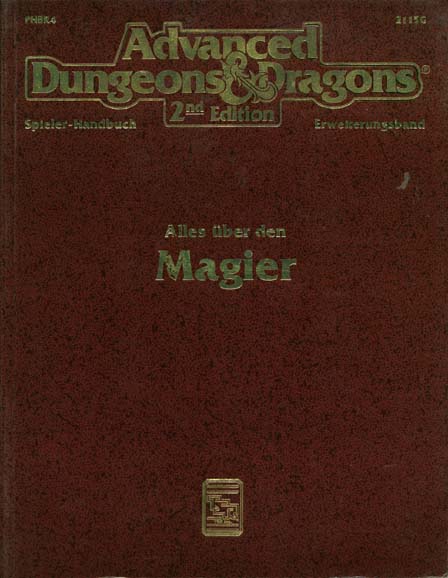 PHBR4 2115G
Advanced
Dungeons & Dragons®
2nd Edition
Spieler-Handbuch Erweiterungsband
Alles über den
Magier